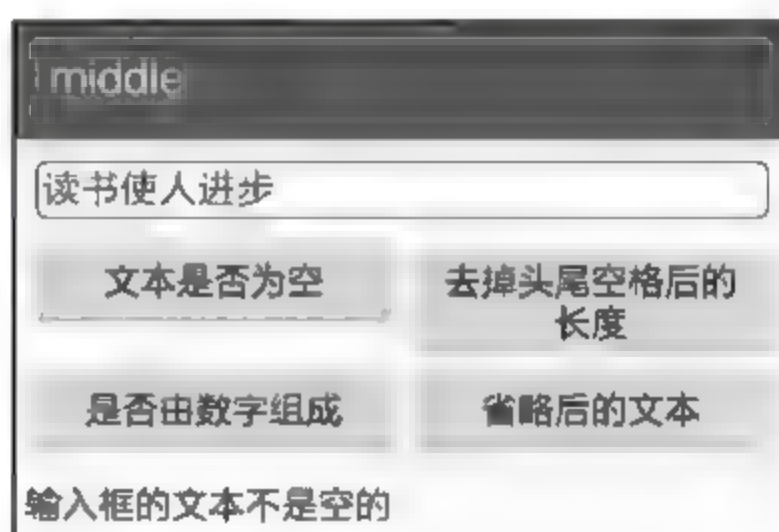 middle
读书使人进步
文本是否为空
去掉头尾空格后的
长度
是否由数字组成
省略后的文本
输入框的文本不是空的